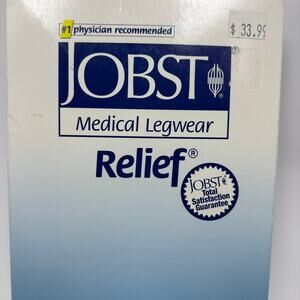 $ 33.99
#1 physician recommended
JOBST®
Medical Legwear
Relief®
JOBST®
Total
Satisfaction
Guarantee